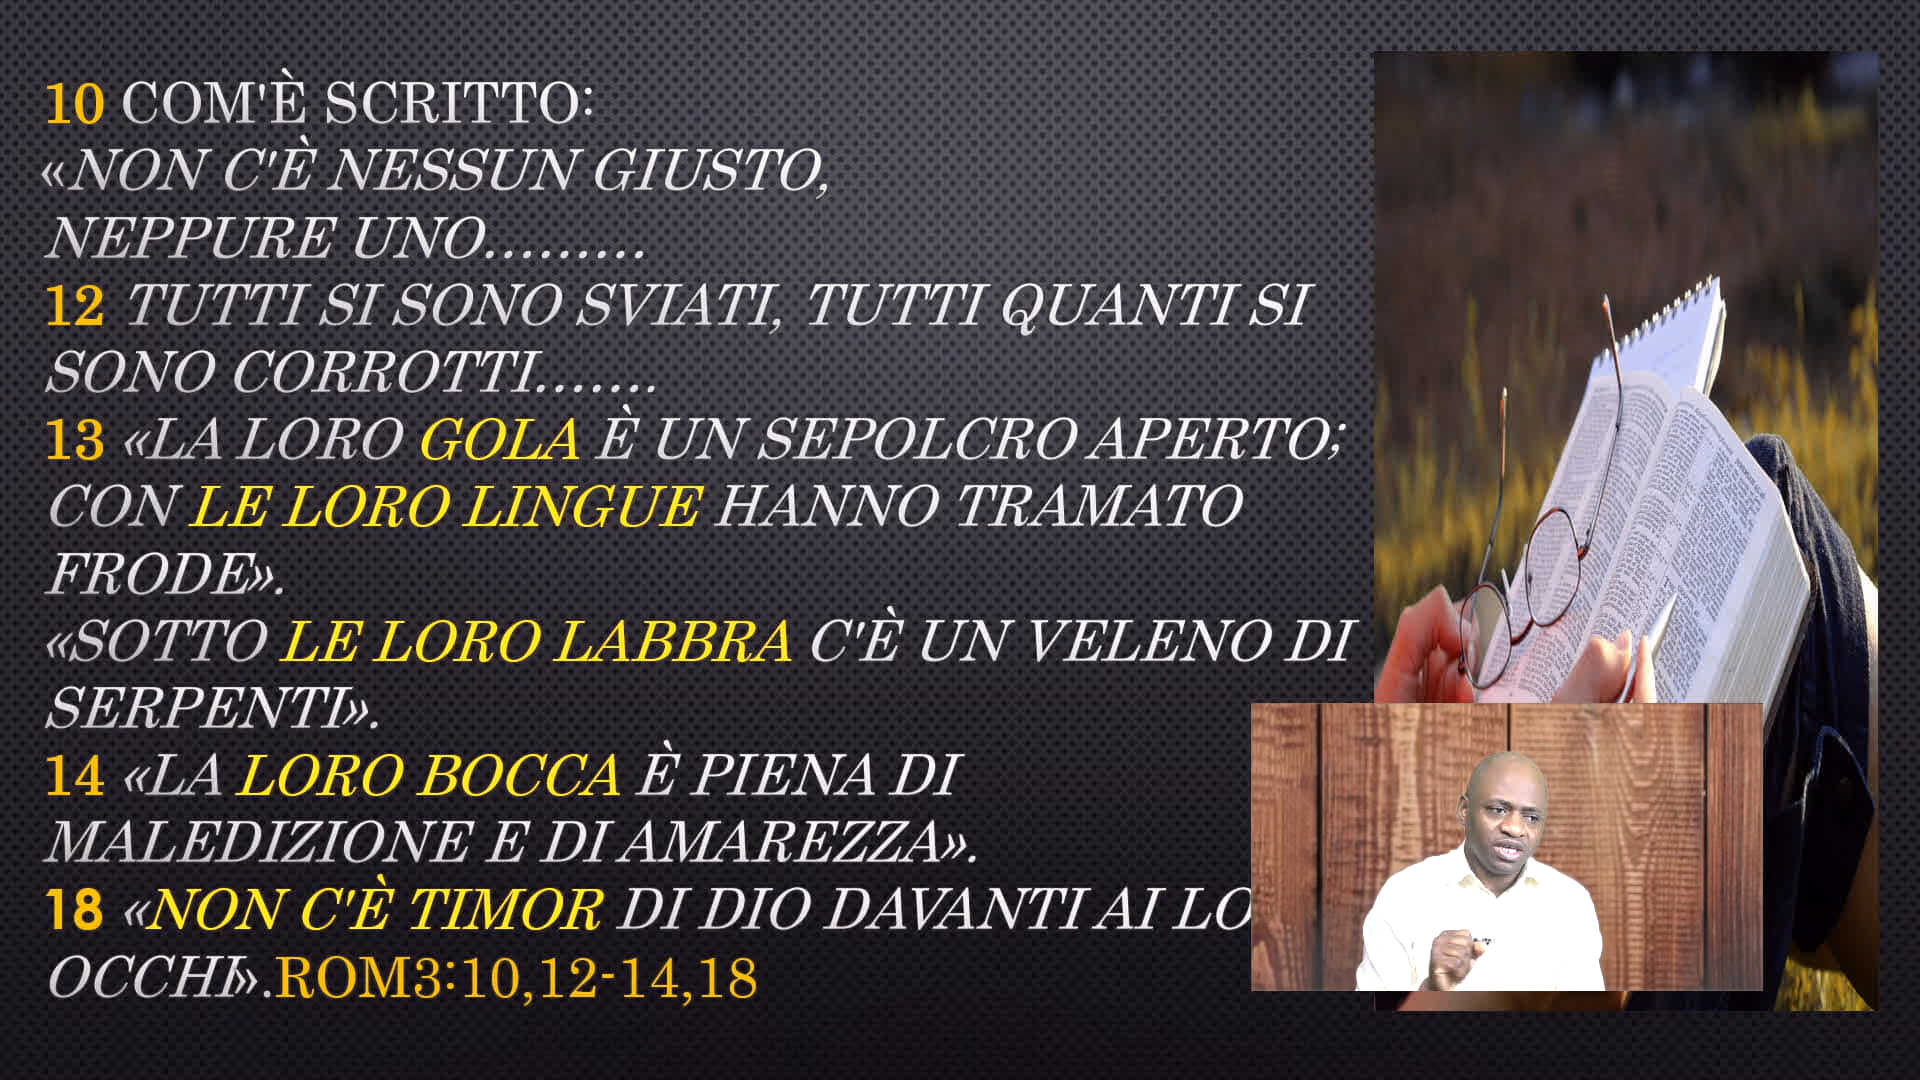 10 COM'È SCRITTO:
«NON C'È NESSUN GIUSTO,
NEPPURE UNO………
12 TUTTI SI SONO SVIATI, TUTTI QUANTI SI
SONO CORROTTI.……
13 «LA LORO GOLA È UN SEPOLCRO APERTO;
CON LE LORO LINGUE HANNO TRAMATO
FRODE».
«SOTTO LE LORO LABBRA C'È UN VELENO DI
SERPENTI».
14 «LA LORO BOCCA È PIENA DI
MALEDIZIONE E DI AMAREZZA».
18 «NON C'È TIMOR DI DIO DAVANTI AI LO
OCCHI».ROM3:10,12-14,18